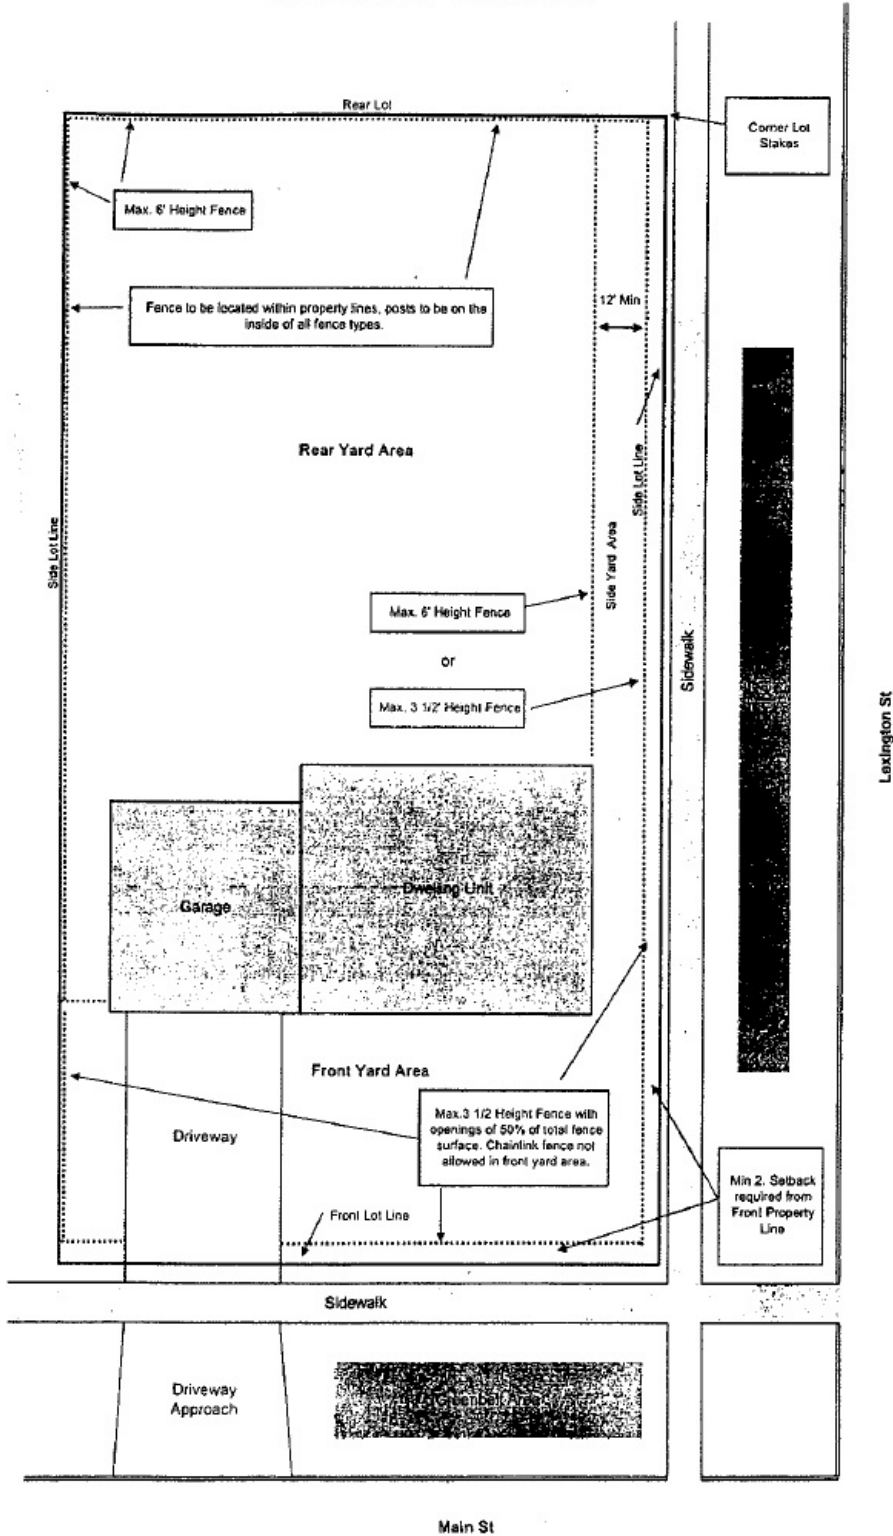 Rear Lot
Corner Lot
Stakes
Max. 6' Height Fence
Fence to be located within property lines, posts to be on the
inside of all fence types.
12' Min
Rear Yard Area
Side Lot Line
Side Lot Line
Side Yard Area
Max. 6' Height Fence
or
Max. 3 1/2' Height Fence
Sidewalk
Lexington St
Garage
Dwelling Unit
Front Yard Area
Max.3 1/2 Height Fence with
openings of 50% of total fence
surface. Chainlink fence not
allowed in front yard area.
Driveway
Min 2. Setback
required from
Front Property
Line
Front Lot Line
Sidewalk
Driveway
Approach
Greenbelt Area
Main St